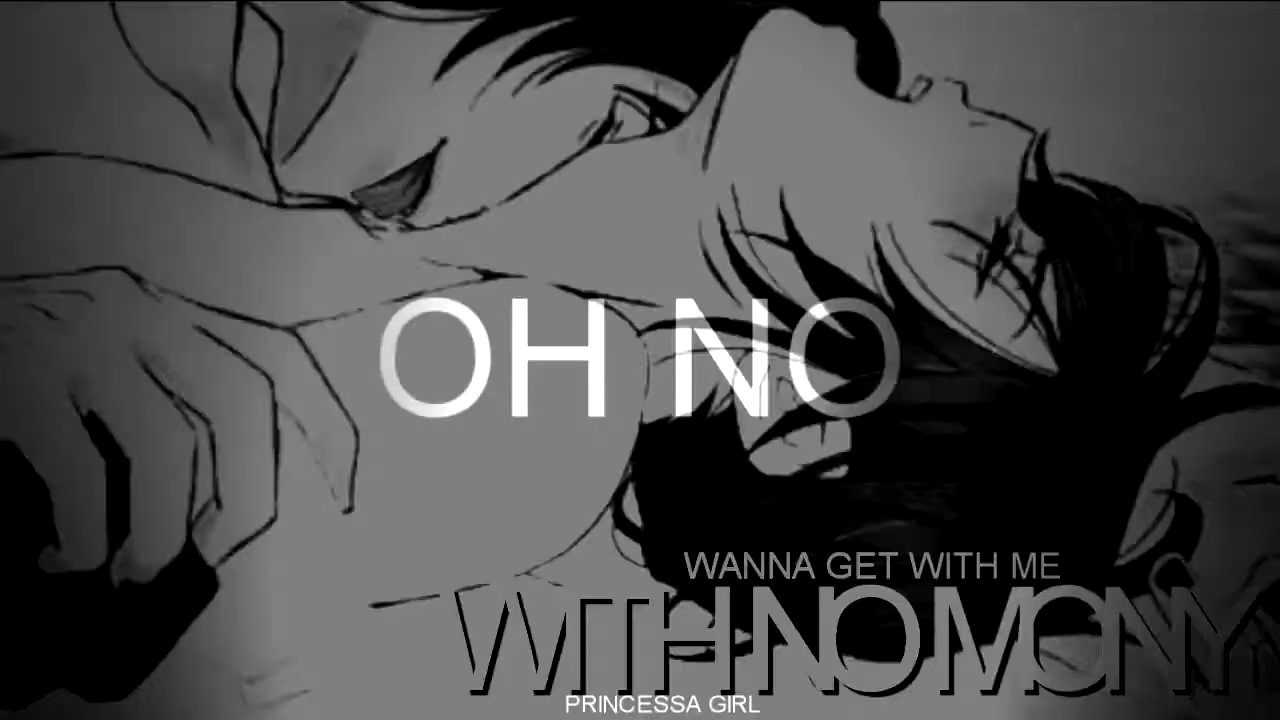 OH NO
WANNA GET WITH ME
WITH NO MONY
PRINCESSA GIRL